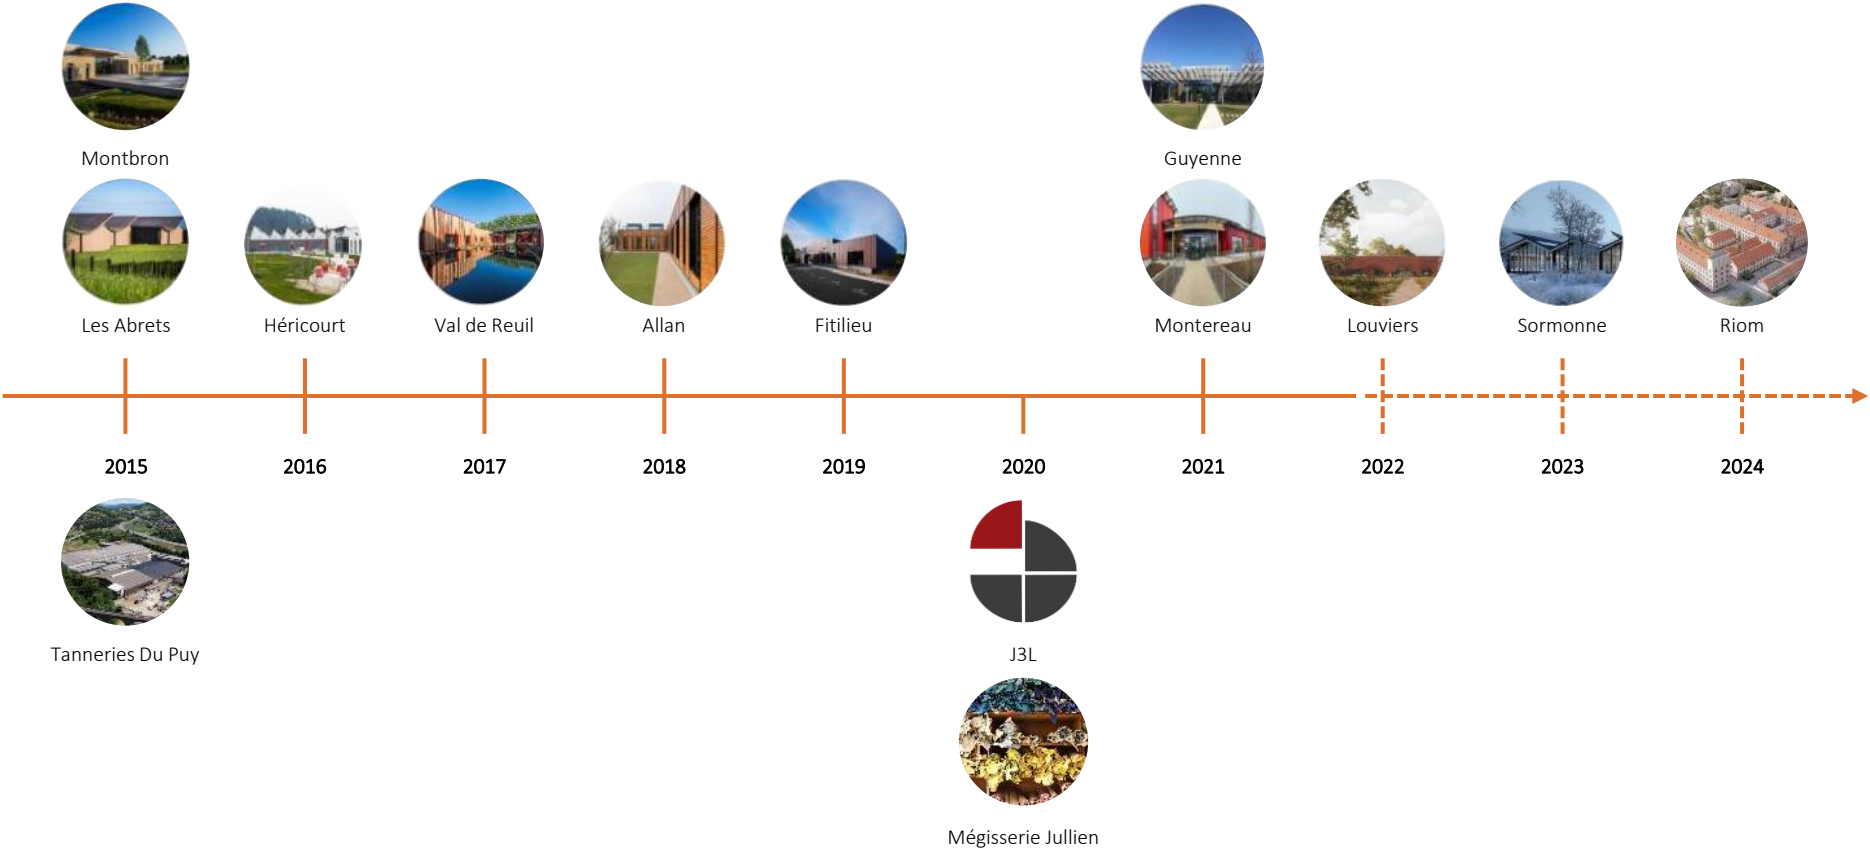 Montbron
Guyenne
Les Abrets
Héricourt
Val de Reuil
Allan
Fitilieu
Montereau
Louviers
Sormonne
Riom
2015
2016
2017
2018
2019
2020
2021
2022
2023
2024
Tanneries Du Puy
J3L
Mégisserie Jullien